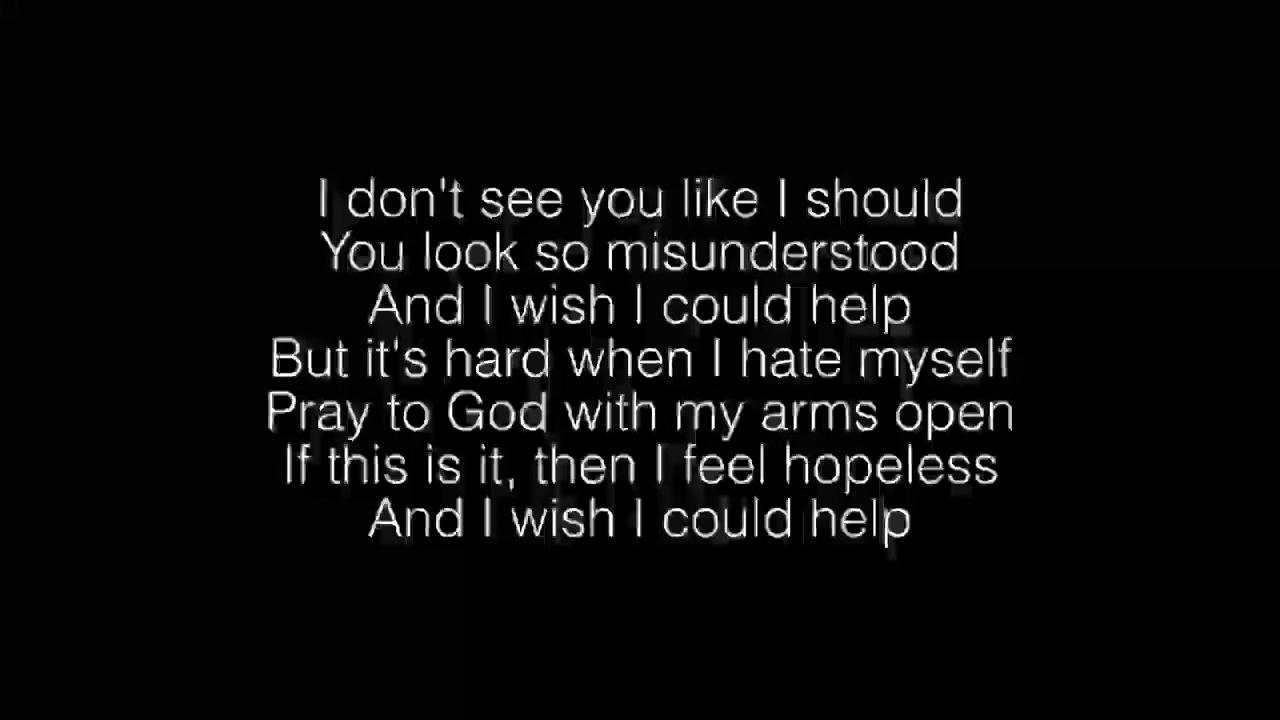 I don't see you like I should
You look so misunderstood
And I wish I could help
But it's hard when I hate myself
Pray to God with my arms open
If this is it, then I feel hopeless
And I wish I could help